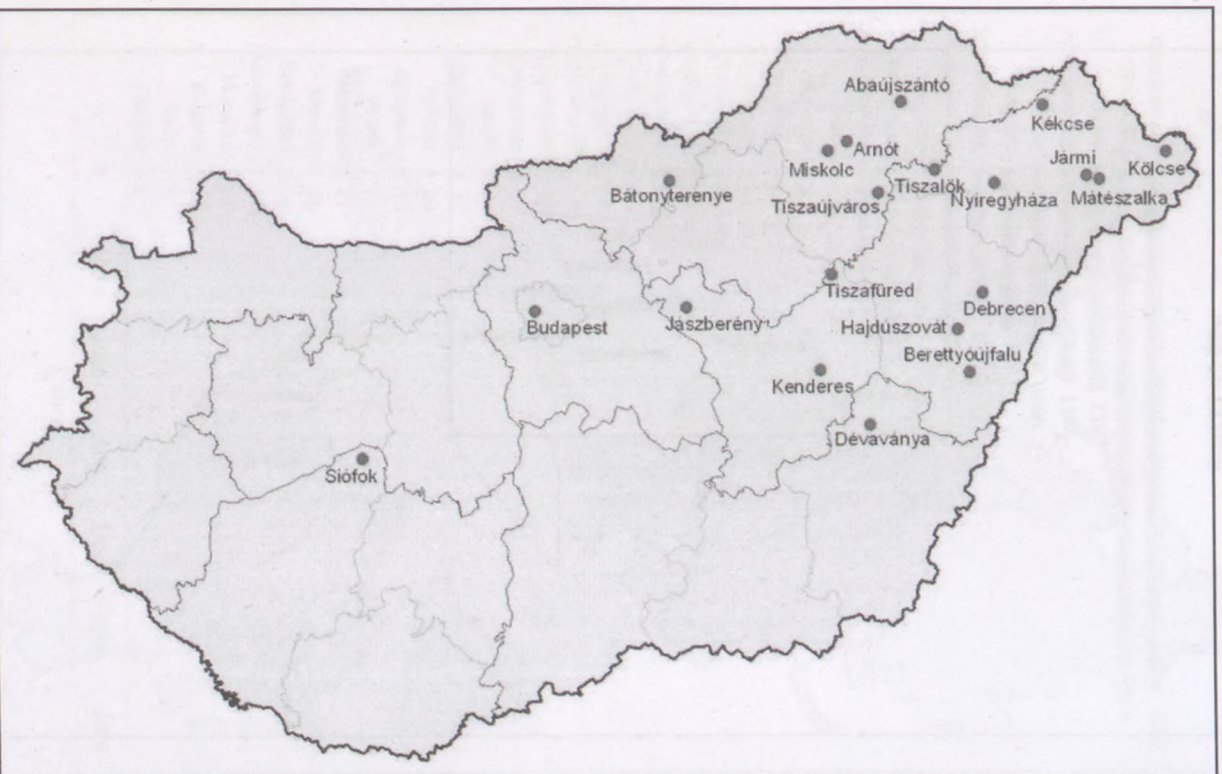 Abaújszántó
Kékcse
Arnót
Miskolc
Jármi
Kölcse
Tiszalök
Bátonyterenye
Tiszaújváros
Nyíregyháza
Mátészalka
Tiszafüred
Debrecen
Budapest
Jászberény
Hajdúszovát
Berettyóújfalu
Kenderes
Dévaványa
Siófok